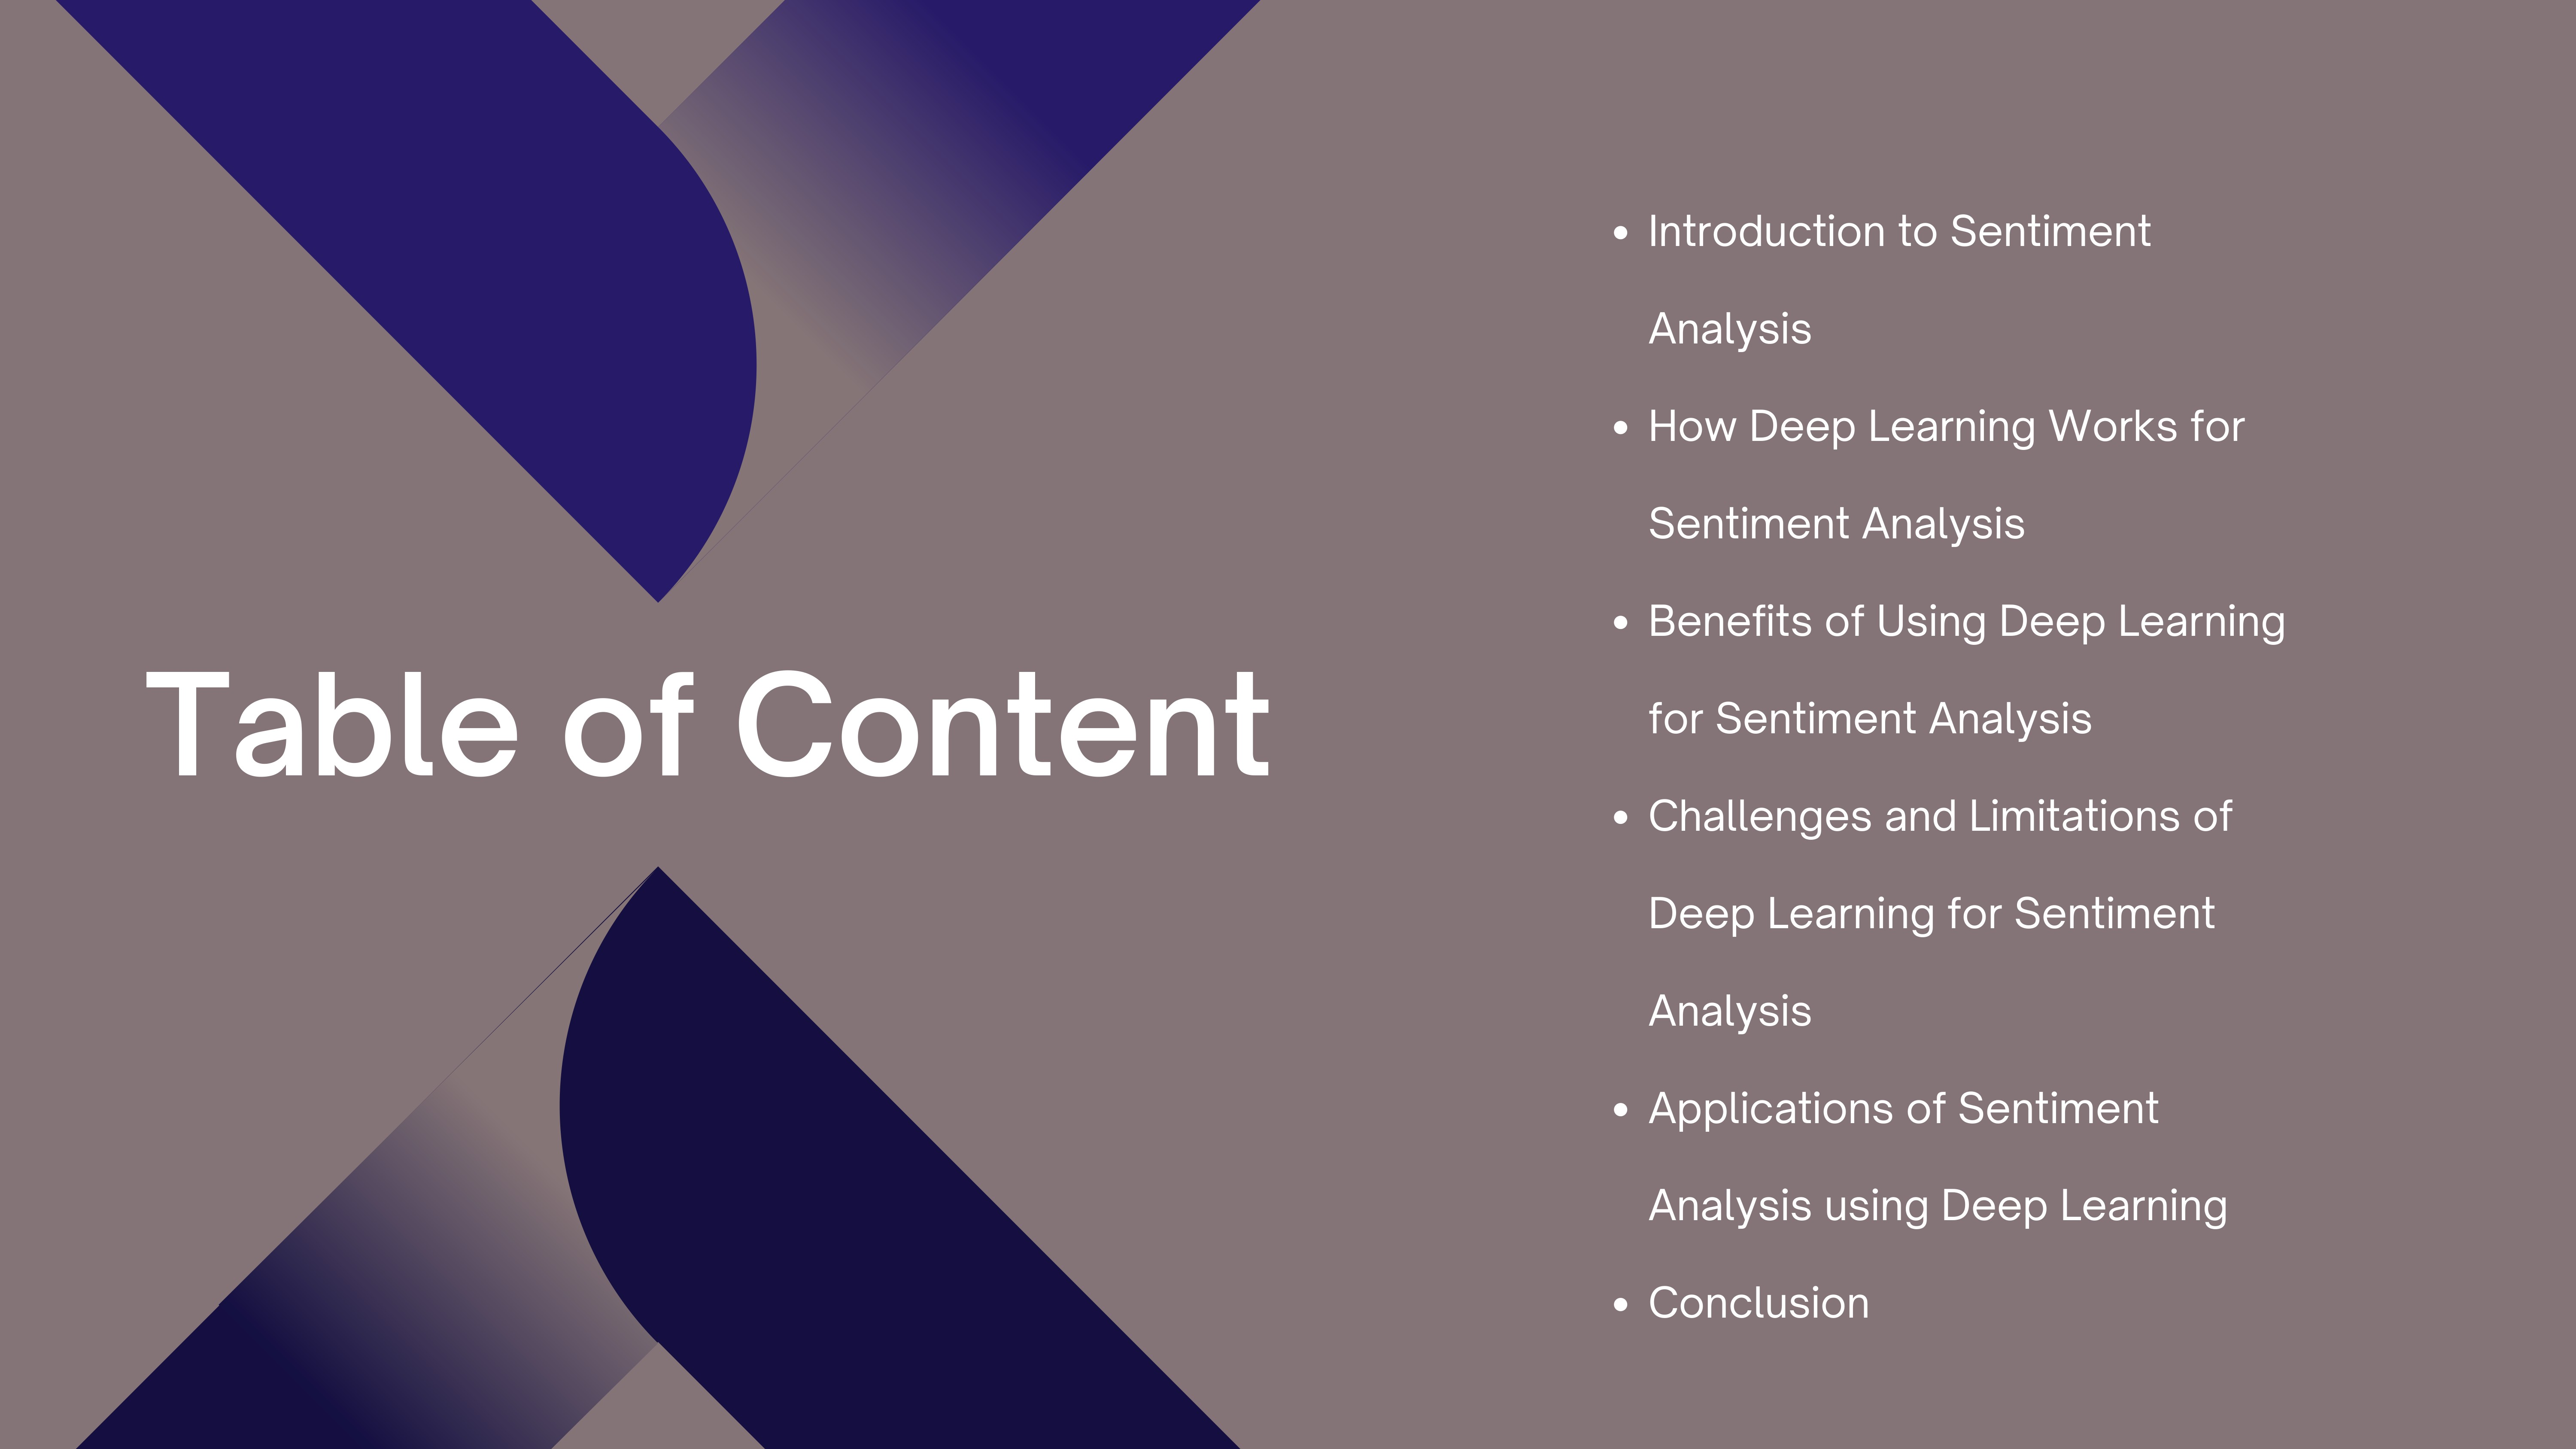 Table of Content
• Introduction to Sentiment
Analysis
• How Deep Learning Works for
Sentiment Analysis
• Benefits of Using Deep Learning
for Sentiment Analysis
• Challenges and Limitations of
Deep Learning for Sentiment
Analysis
• Applications of Sentiment
Analysis using Deep Learning
• Conclusion